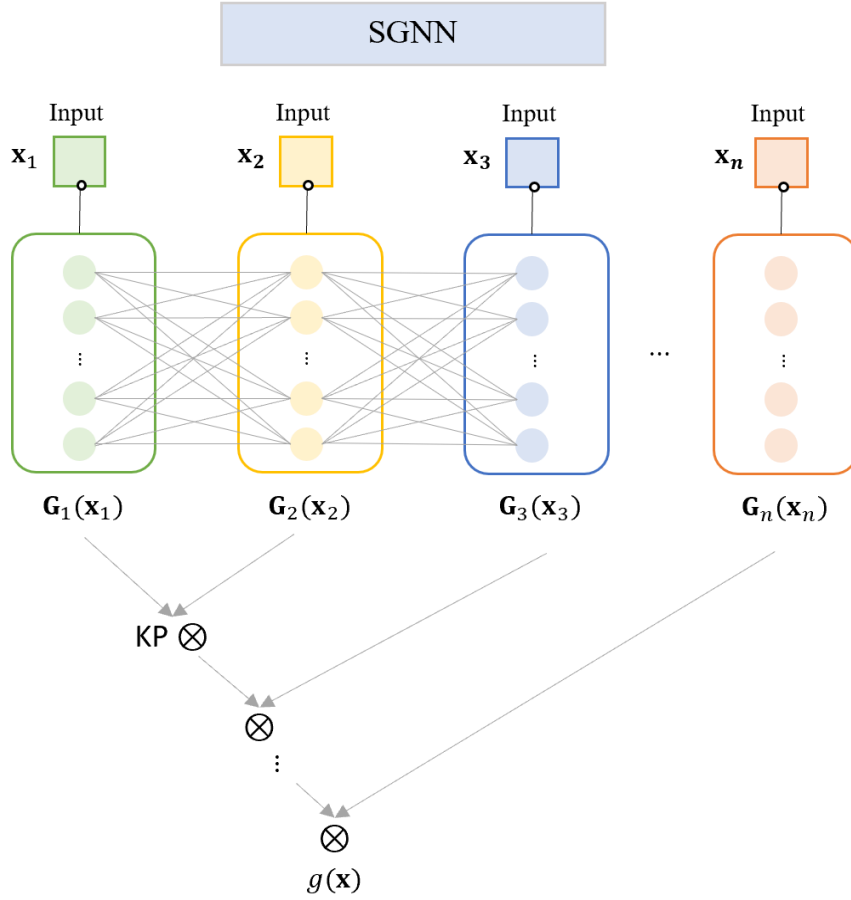 SGNN
Input Input Input Input
𝐱₁ 𝐱₂ 𝐱₃ 𝐱ₙ
⋮ ⋮ ⋮ ... ⋮
𝐆₁(𝐱₁) 𝐆₂(𝐱₂) 𝐆₃(𝐱₃) 𝐆ₙ(𝐱ₙ)
KP ⊗
⊗
⋮
⊗
𝑔(𝐱)